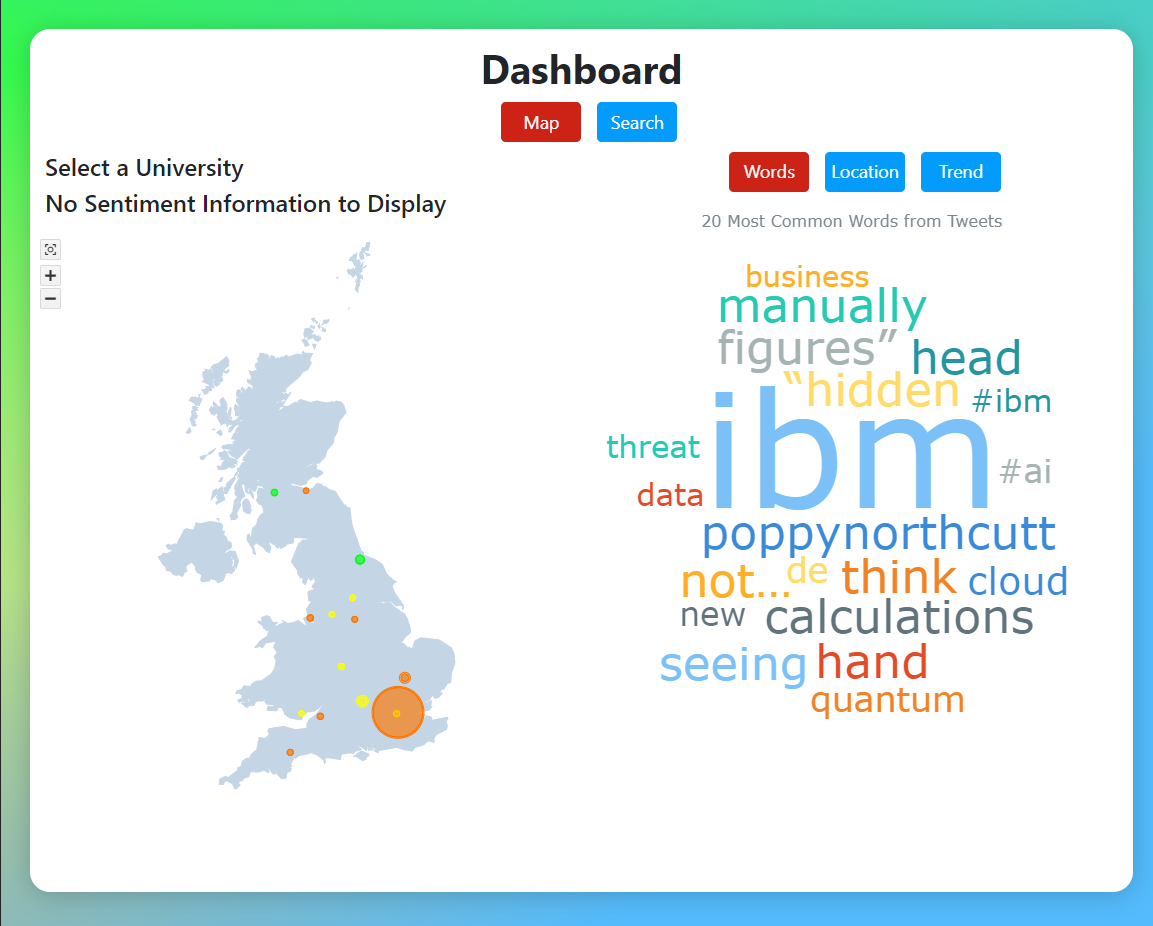 Dashboard
Map Search
Select a University
No Sentiment Information to Display
Words Location Trend
20 Most Common Words from Tweets
business
manually
figures”
head
“hidden
#ibm
ibm
threat
#ai
data
poppynorthcutt
not...
de
think
cloud
new
calculations
seeing
hand
quantum